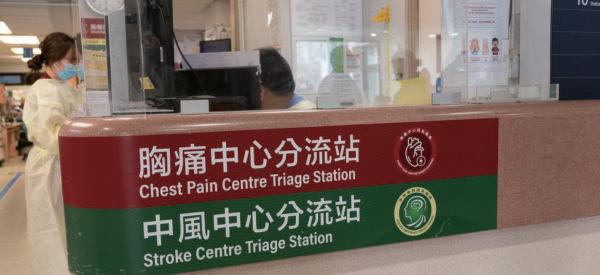 胸痛中心分流站
Chest Pain Centre Triage Station
中風中心分流站
Stroke Centre Triage Station